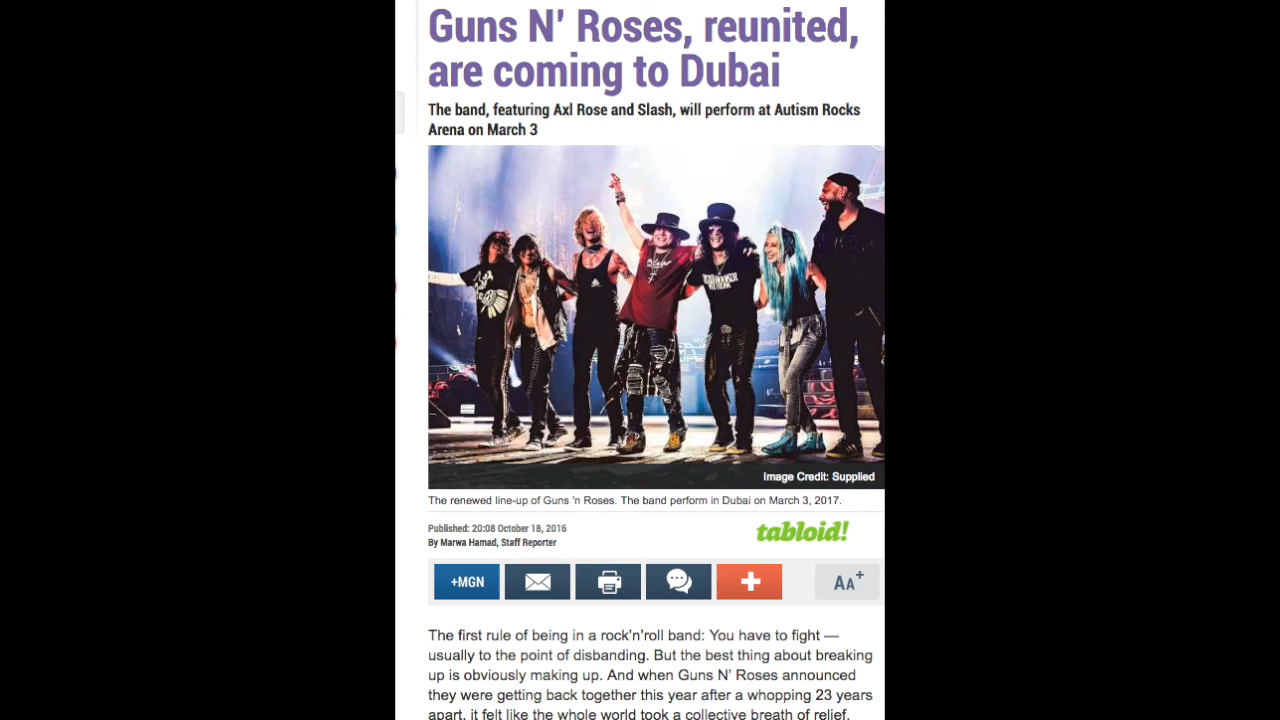 Guns N’ Roses, reunited,
are coming to Dubai
The band, featuring Axl Rose and Slash, will perform at Autism Rocks
Arena on March 3
Image Credit: Supplied
The renewed line-up of Guns 'n Roses. The band perform in Dubai on March 3, 2017.
Published: 20:08 October 18, 2016
tabloid!
By Marwa Hamad, Staff Reporter
+MGN
AA+
The first rule of being in a rock’n’roll band: You have to fight —
usually to the point of disbanding. But the best thing about breaking
up is obviously making up. And when Guns N’ Roses announced
they were getting back together this year after a whopping 23 years
apart, it felt like the whole world took a collective breath of relief.